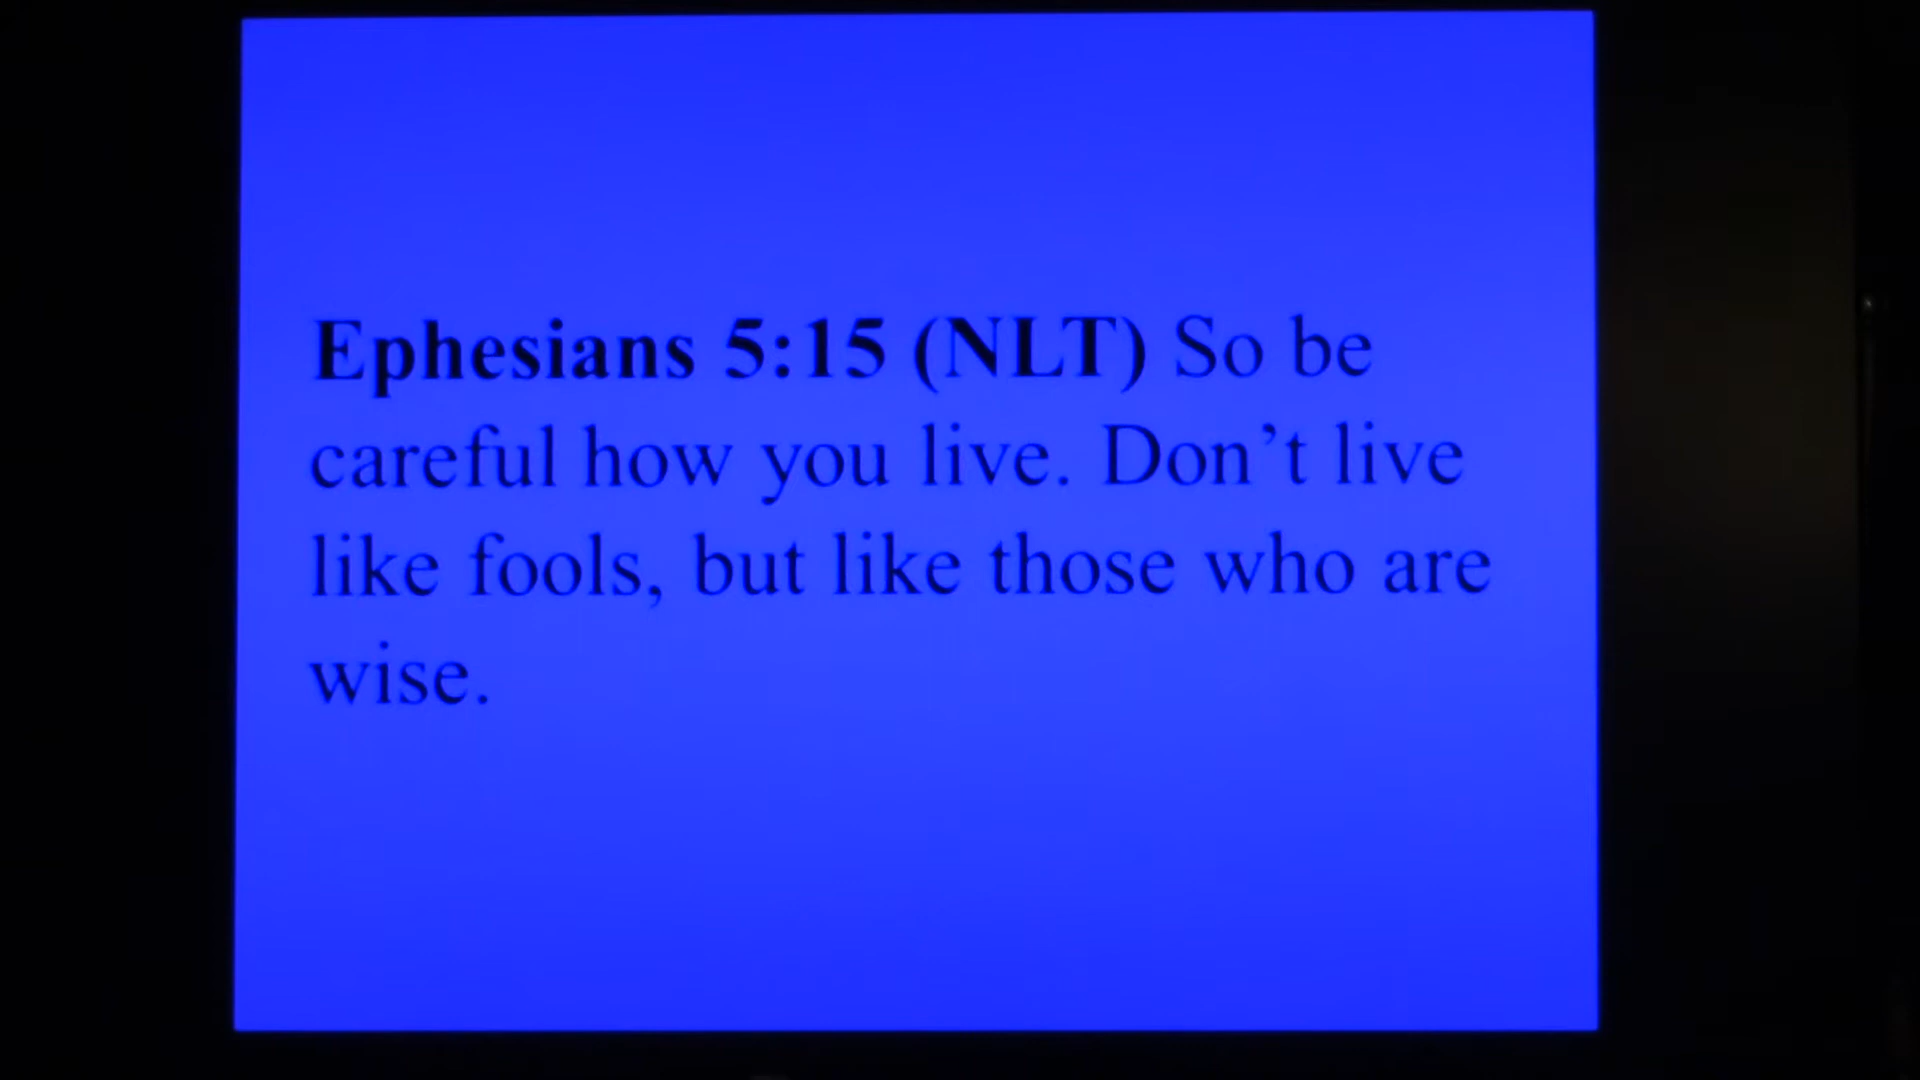 Ephesians 5:15 (NLT) So be
careful how you live. Don’t live
like fools, but like those who are
wise.